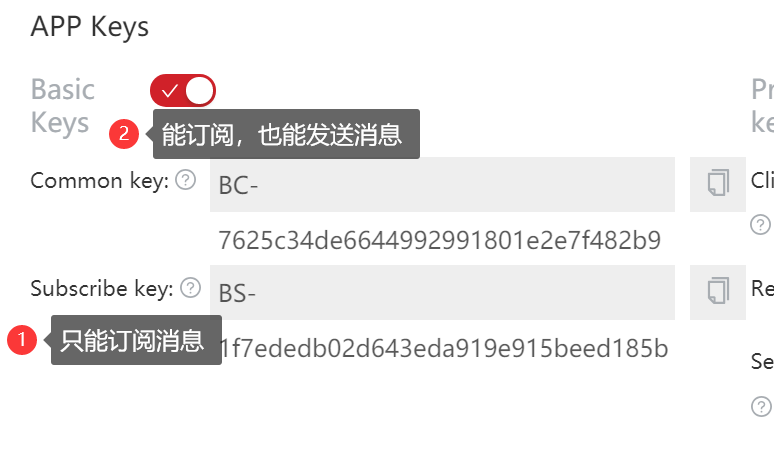 APP Keys
Basic
Keys
Pr
ke
2 能订阅，也能发送消息
Common key: ?
BC-
7625c34de6644992991801e2e7f482b9
Cli
?
Subscribe key: ?
BS-
1f7ededb02d643eda919e915beed185b
Re
1 只能订阅消息
Se
?